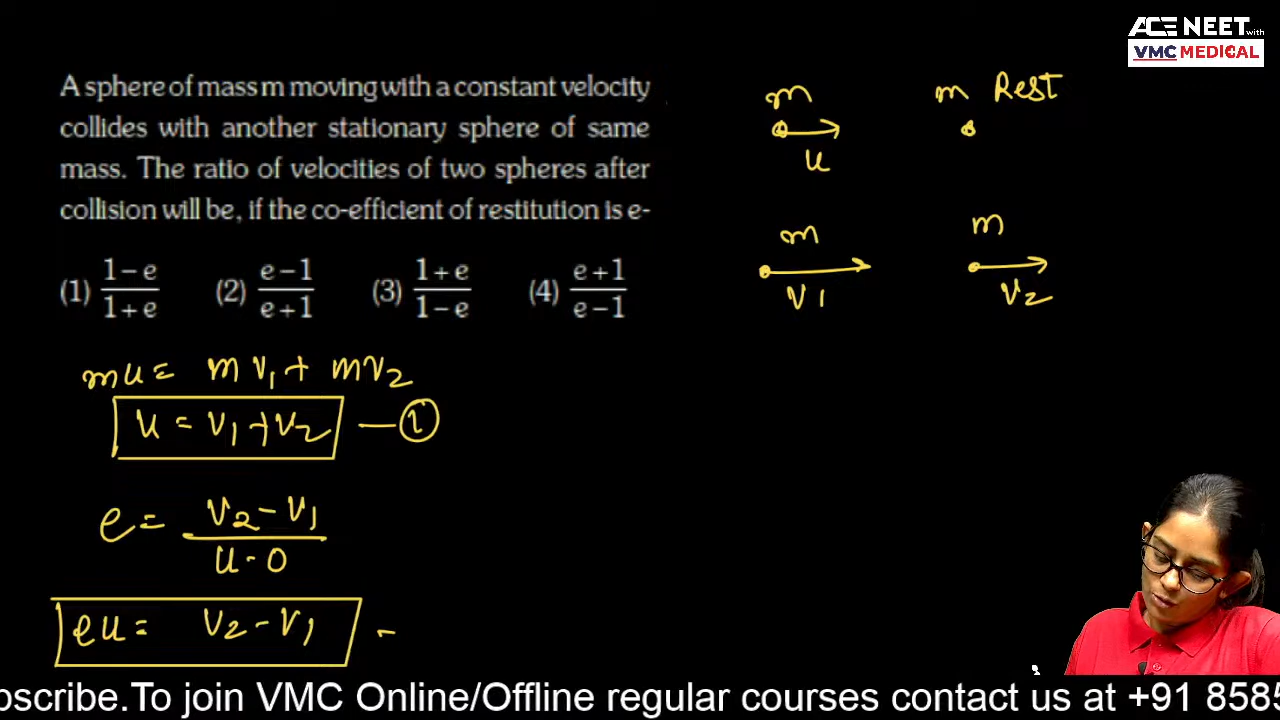 ACE NEET with
VMC MEDICAL
A sphere of mass m moving with a constant velocity
collides with another stationary sphere of same
mass. The ratio of velocities of two spheres after
collision will be, if the co-efficient of restitution is e-
(1) 1-e/1+e (2) e-1/e+1 (3) 1+e/1-e (4) e+1/e-1
m m Rest
u
m m
v1 v2
mu = mv1 + mv2
u = v1 + v2 — ①
e = v2 - v1 / u - 0
eu = v2 - v1 -
bscribe.To join VMC Online/Offline regular courses contact us at +91 8585